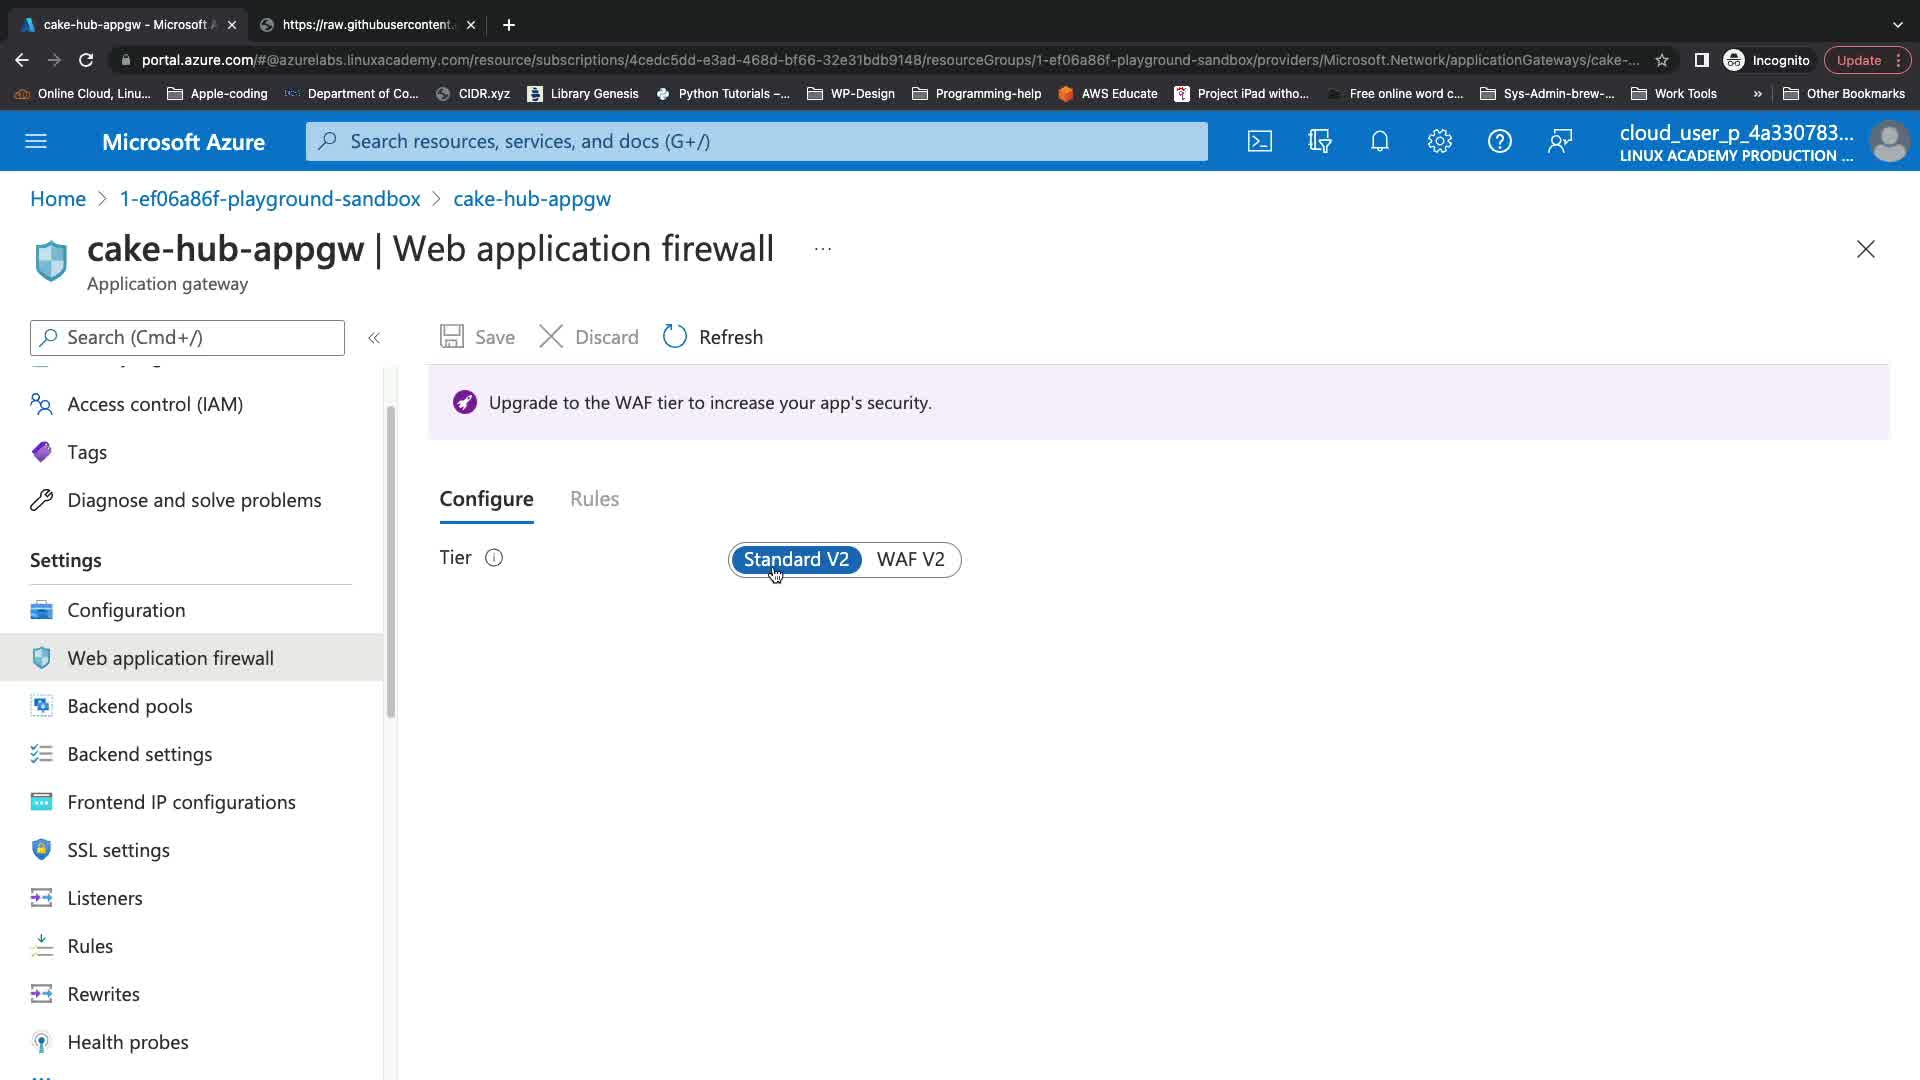 cake-hub-appgw - Microsoft A
https://raw.githubusercontent.
portal.azure.com/#@azurelabs.linuxacademy.com/resource/subscriptions/4cedc5dd-e3ad-468d-bf66-32e31bdb9148/resourceGroups/1-ef06a86f-playground-sandbox/providers/Microsoft.Network/applicationGateways/cake-...
Incognito
Update
Online Cloud, Linu...
Apple-coding
Department of Co...
CIDR.xyz
Library Genesis
Python Tutorials –...
WP-Design
Programming-help
AWS Educate
Project iPad witho...
Free online word c...
Sys-Admin-brew-...
Work Tools
»
Other Bookmarks
Microsoft Azure
Search resources, services, and docs (G+/)
cloud_user_p_4a330783...
LINUX ACADEMY PRODUCTION ...
Home > 1-ef06a86f-playground-sandbox > cake-hub-appgw
cake-hub-appgw | Web application firewall ...
Application gateway
Search (Cmd+/)
«
Save
Discard
Refresh
Upgrade to the WAF tier to increase your app's security.
Access control (IAM)
Tags
Diagnose and solve problems
Settings
Configuration
Web application firewall
Backend pools
Backend settings
Frontend IP configurations
SSL settings
Listeners
Rules
Rewrites
Health probes
Configure
Rules
Tier
Standard V2
WAF V2